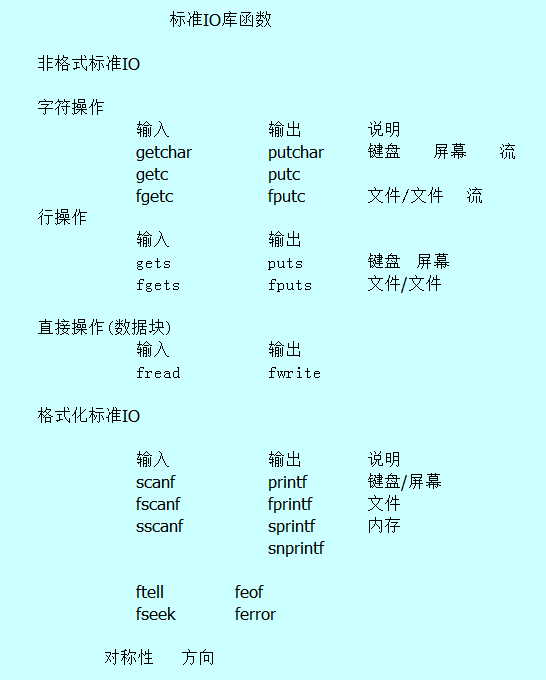 标准IO库函数
非格式标准IO
字符操作
输入 输出 说明
getchar putchar 键盘 屏幕 流
getc putc
fgetc fputc 文件/文件 流
行操作
输入 输出
gets puts 键盘 屏幕
fgets fputs 文件/文件
直接操作(数据块)
输入 输出
fread fwrite
格式化标准IO
输入 输出 说明
scanf printf 键盘/屏幕
fscanf fprintf 文件
sscanf sprintf 内存
snprintf
ftell feof
fseek ferror
对称性 方向